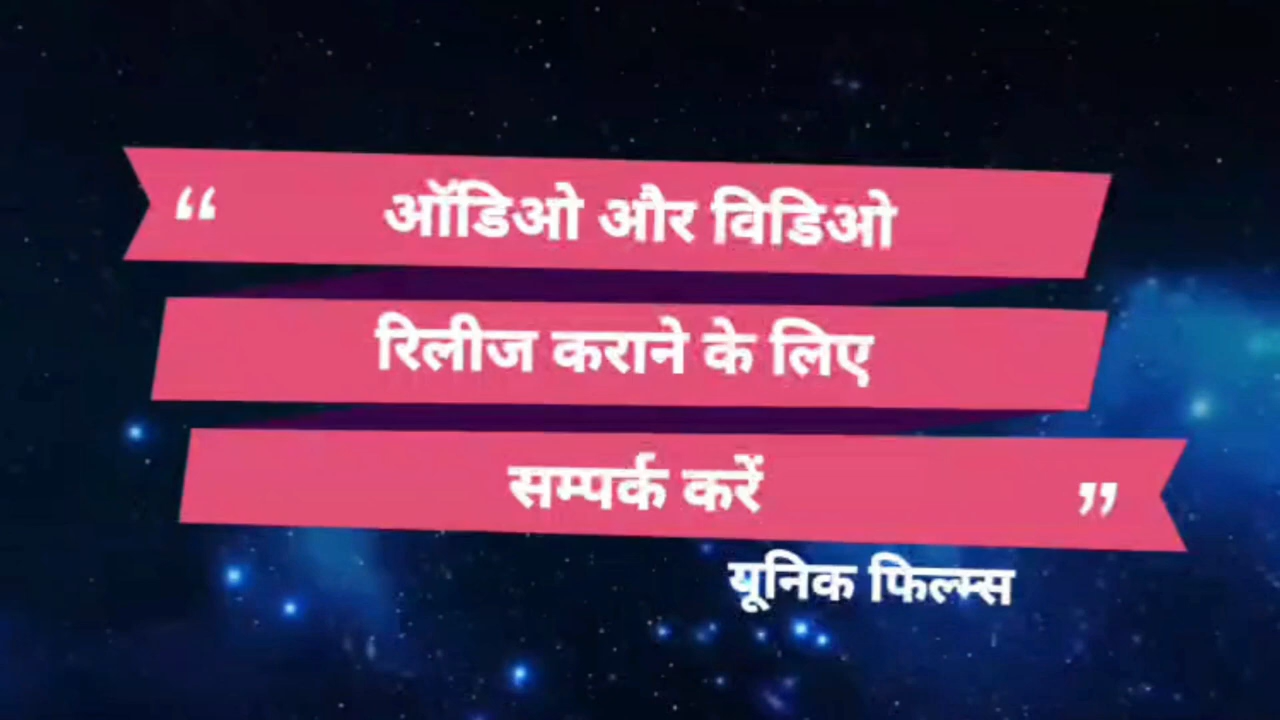 “ ऑडिओ और विडिओ
रिलीज कराने के लिए
सम्पर्क करें ”
यूनिक फिल्म्स